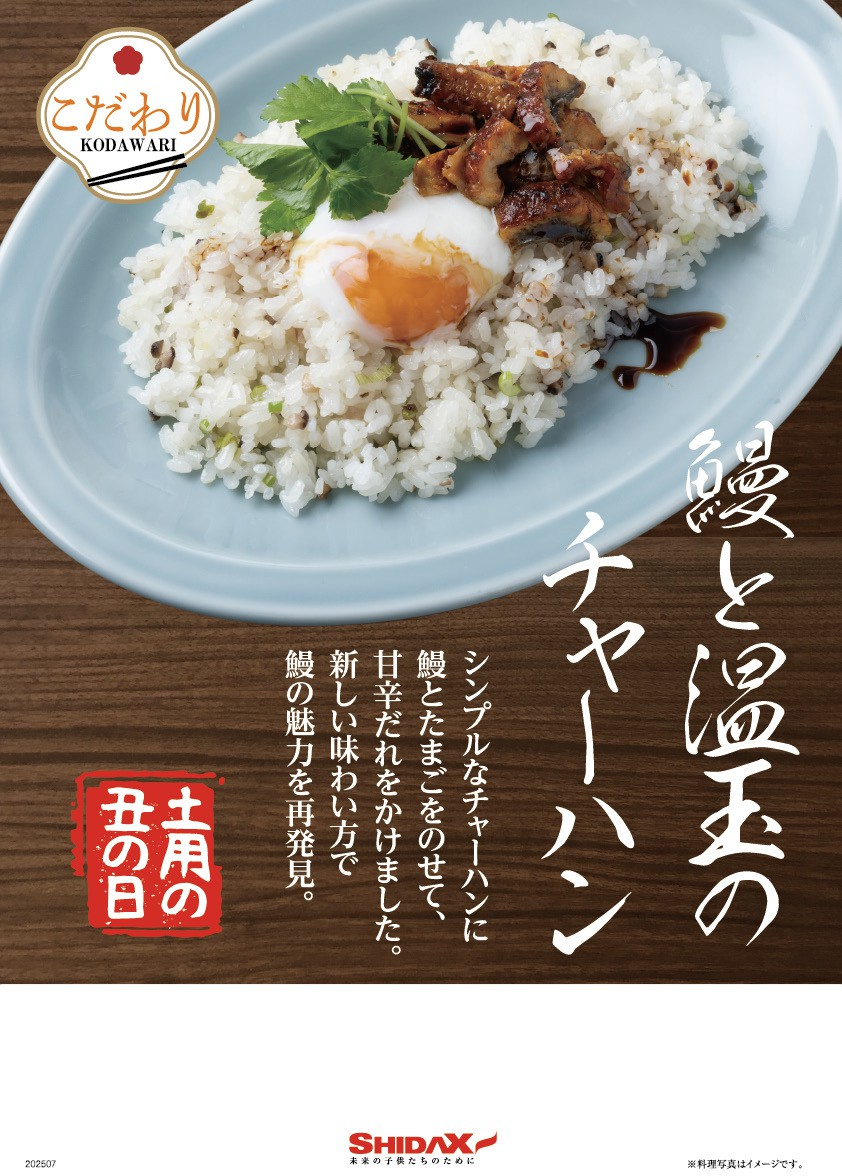 こだわり
KODAWARI
鰻と温玉の
チャーハン
シンプルなチャーハンに
鰻とたまごをのせて、
甘辛だれをかけました。
新しい味わい方で
鰻の魅力を再発見。
土用の
丑の日
202507
SHIDAX
未来の子供たちのために
※料理写真はイメージです。